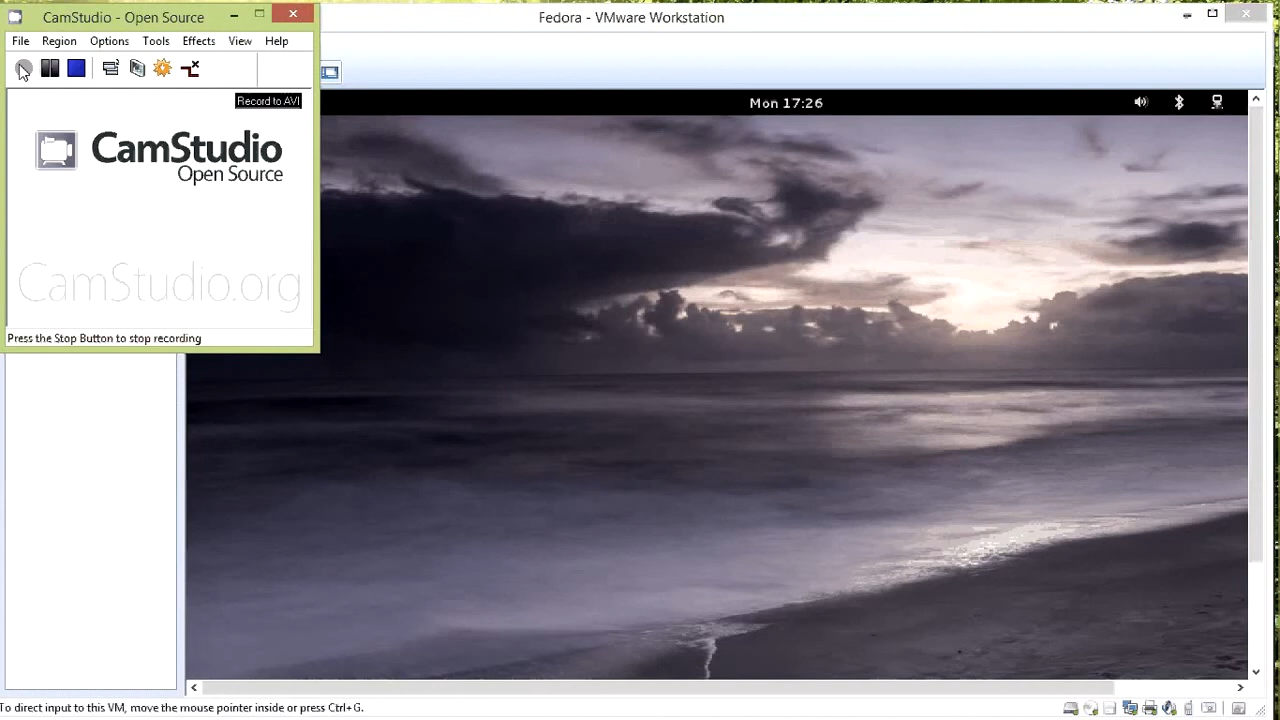 CamStudio - Open Source
Fedora - VMware Workstation
File Region Options Tools Effects View Help
Record to AVI
Mon 17:26
CamStudio
Open Source
CamStudio.org
Press the Stop Button to stop recording
To direct input to this VM, move the mouse pointer inside or press Ctrl+G.